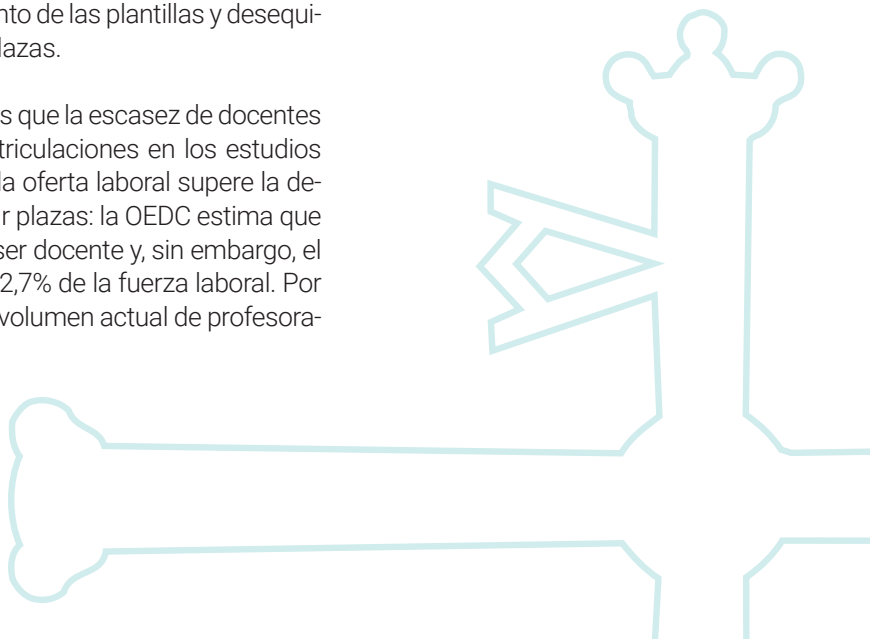 nto de las plantillas y desequi-
lazas.
s que la escasez de docentes
triculaciones en los estudios
la oferta laboral supere la de-
r plazas: la OEDC estima que
ser docente y, sin embargo, el
2,7% de la fuerza laboral. Por
volumen actual de profesora-